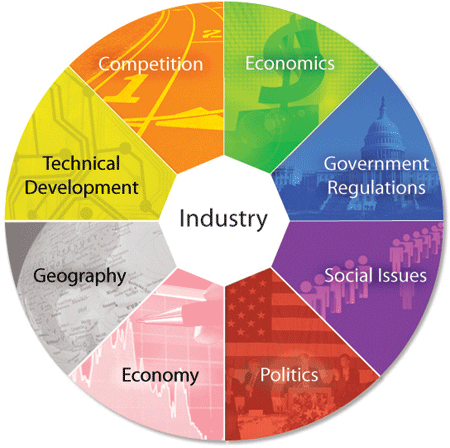 Competition
Economics
Technical
Development
Government
Regulations
Industry
Geography
Social Issues
Economy
Politics